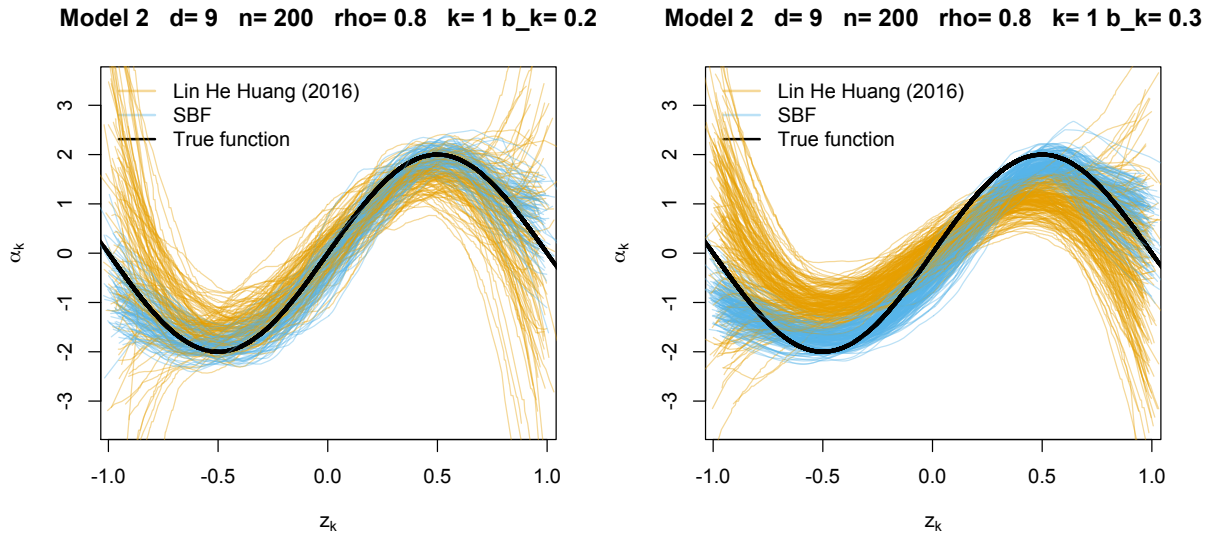 Model 2 d= 9 n= 200 rho= 0.8 k= 1 b_k= 0.2
Lin He Huang (2016)
SBF
True function
3
2
1
0
-1
-2
-3
α_k
-1.0 -0.5 0.0 0.5 1.0
z_k
Model 2 d= 9 n= 200 rho= 0.8 k= 1 b_k= 0.3
Lin He Huang (2016)
SBF
True function
3
2
1
0
-1
-2
-3
α_k
-1.0 -0.5 0.0 0.5 1.0
z_k